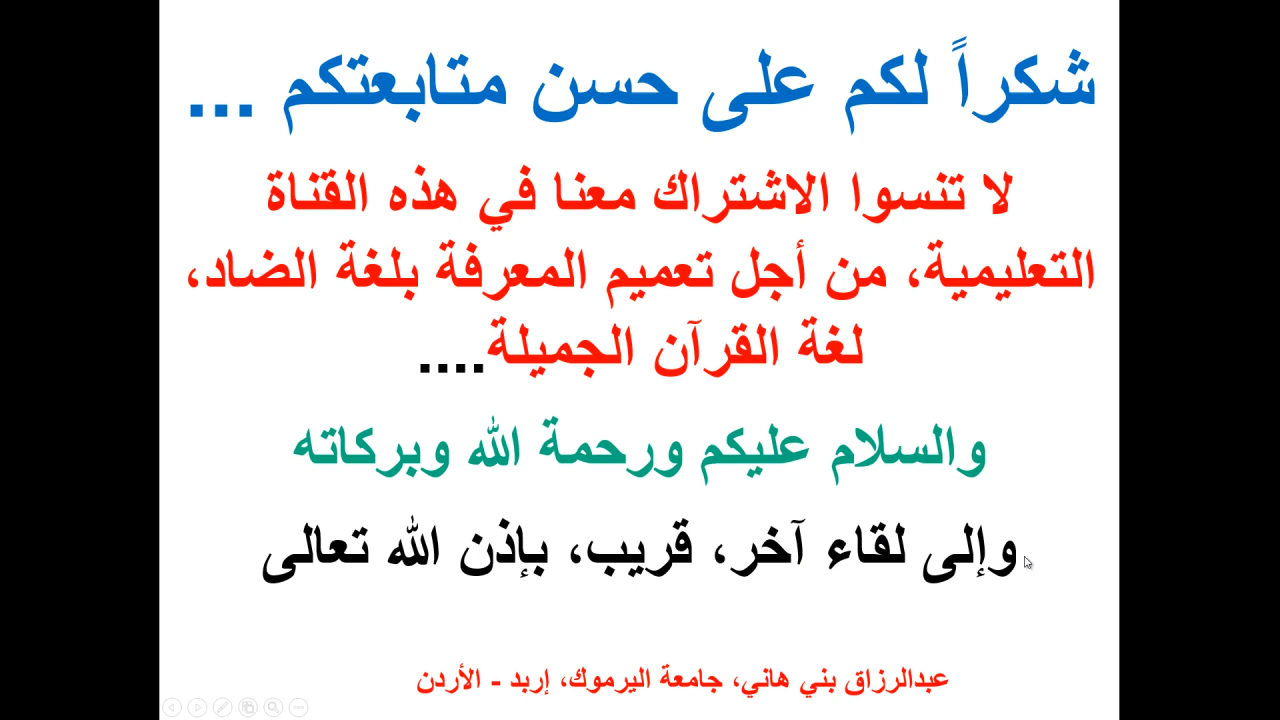 شكراً لكم على حسن متابعتكم ...
لا تنسوا الاشتراك معنا في هذه القناة
التعليمية، من أجل تعميم المعرفة بلغة الضاد،
لغة القرآن الجميلة....
والسلام عليكم ورحمة الله وبركاته
وإلى لقاء آخر، قريب، بإذن الله تعالى
عبدالرزاق بني هاني، جامعة اليرموك، إربد - الأردن